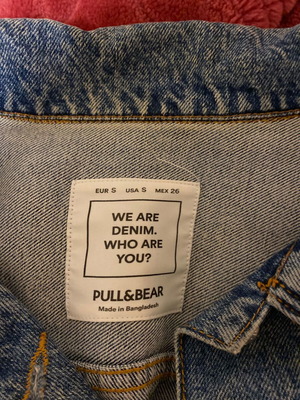 EUR S USA S MEX 26
WE ARE
DENIM.
WHO ARE
YOU?
PULL&BEAR
Made in Bangladesh